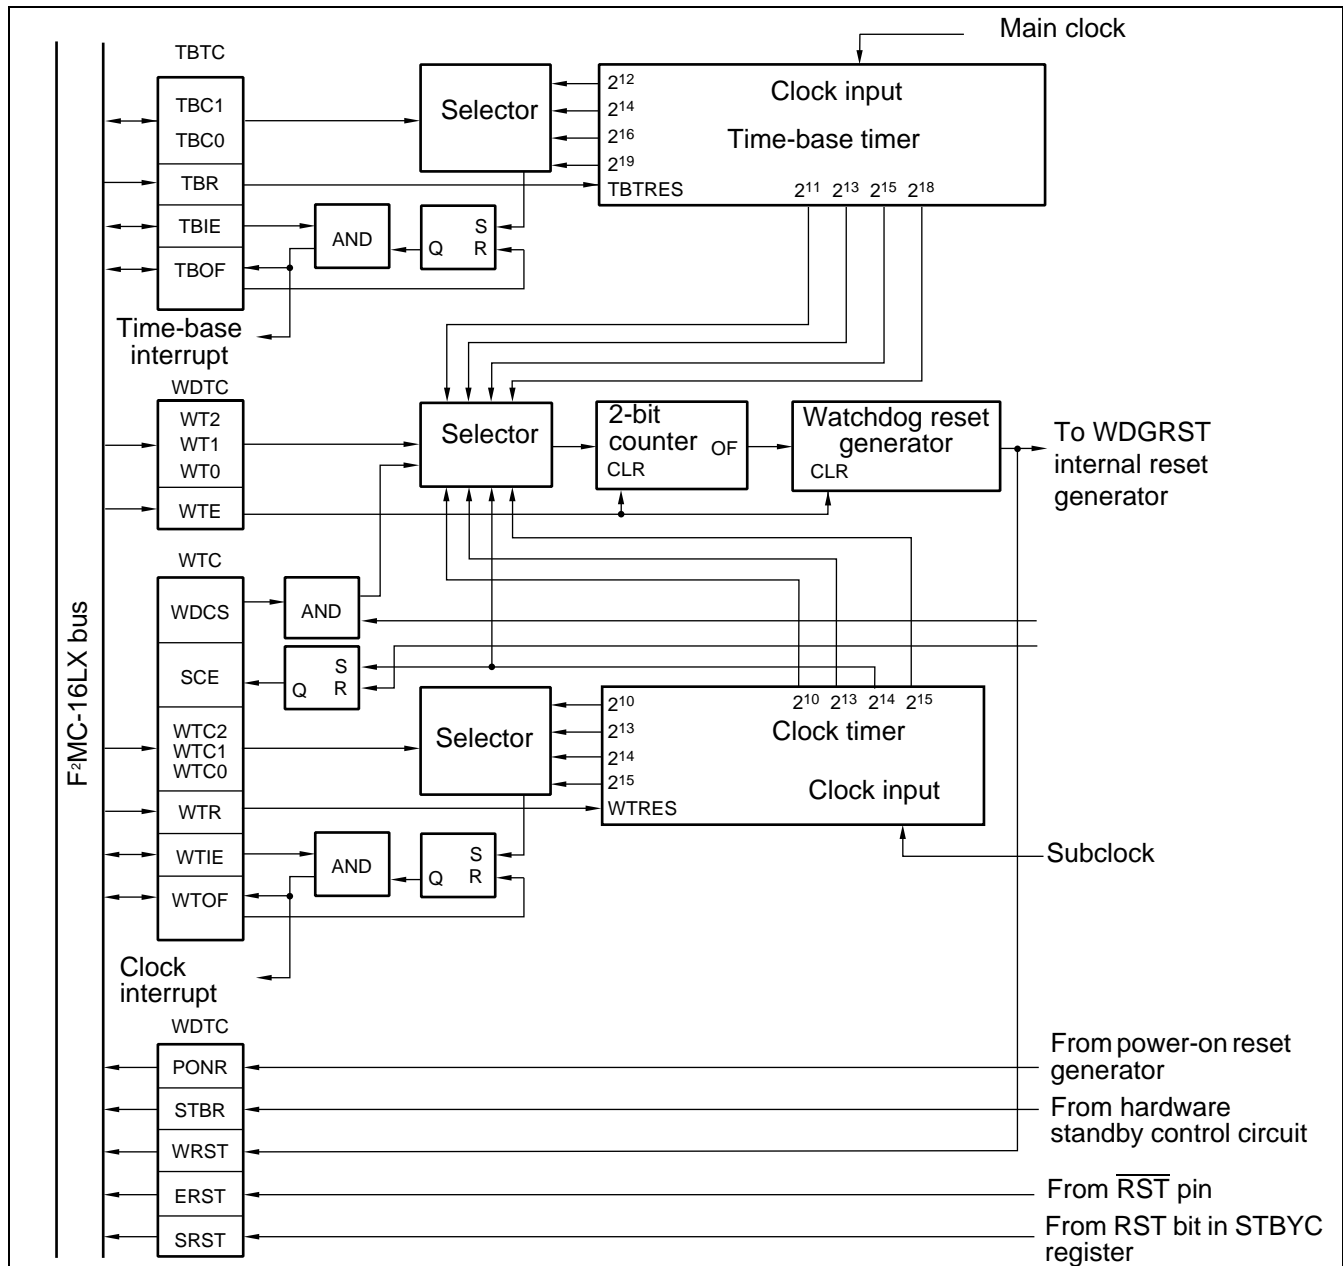 Main clock
TBTC
TBC1
TBC0
TBR
TBIE
TBOF
Selector
2¹²
2¹⁴
2¹⁶
2¹⁹
TBTRES
Clock input
Time-base timer
2¹¹ 2¹³ 2¹⁵ 2¹⁸
AND
S
Q R
Time-base
interrupt
WDTC
WT2
WT1
WT0
WTE
Selector
2-bit
counter
OF
CLR
Watchdog reset
generator
CLR
To WDGRST
internal reset
generator
F²MC-16LX bus
WTC
WDCS
SCE
WTC2
WTC1
WTC0
WTR
WTIE
WTOF
AND
S
Q R
Selector
2¹⁰
2¹³
2¹⁴
2¹⁵
WTRES
2¹⁰ 2¹³ 2¹⁴ 2¹⁵
Clock timer
Clock input
AND
S
Q R
Subclock
Clock
interrupt
WDTC
PONR
STBR
WRST
ERST
SRST
From power-on reset
generator
From hardware
standby control circuit
From R̅S̅T̅ pin
From RST bit in STBYC
register